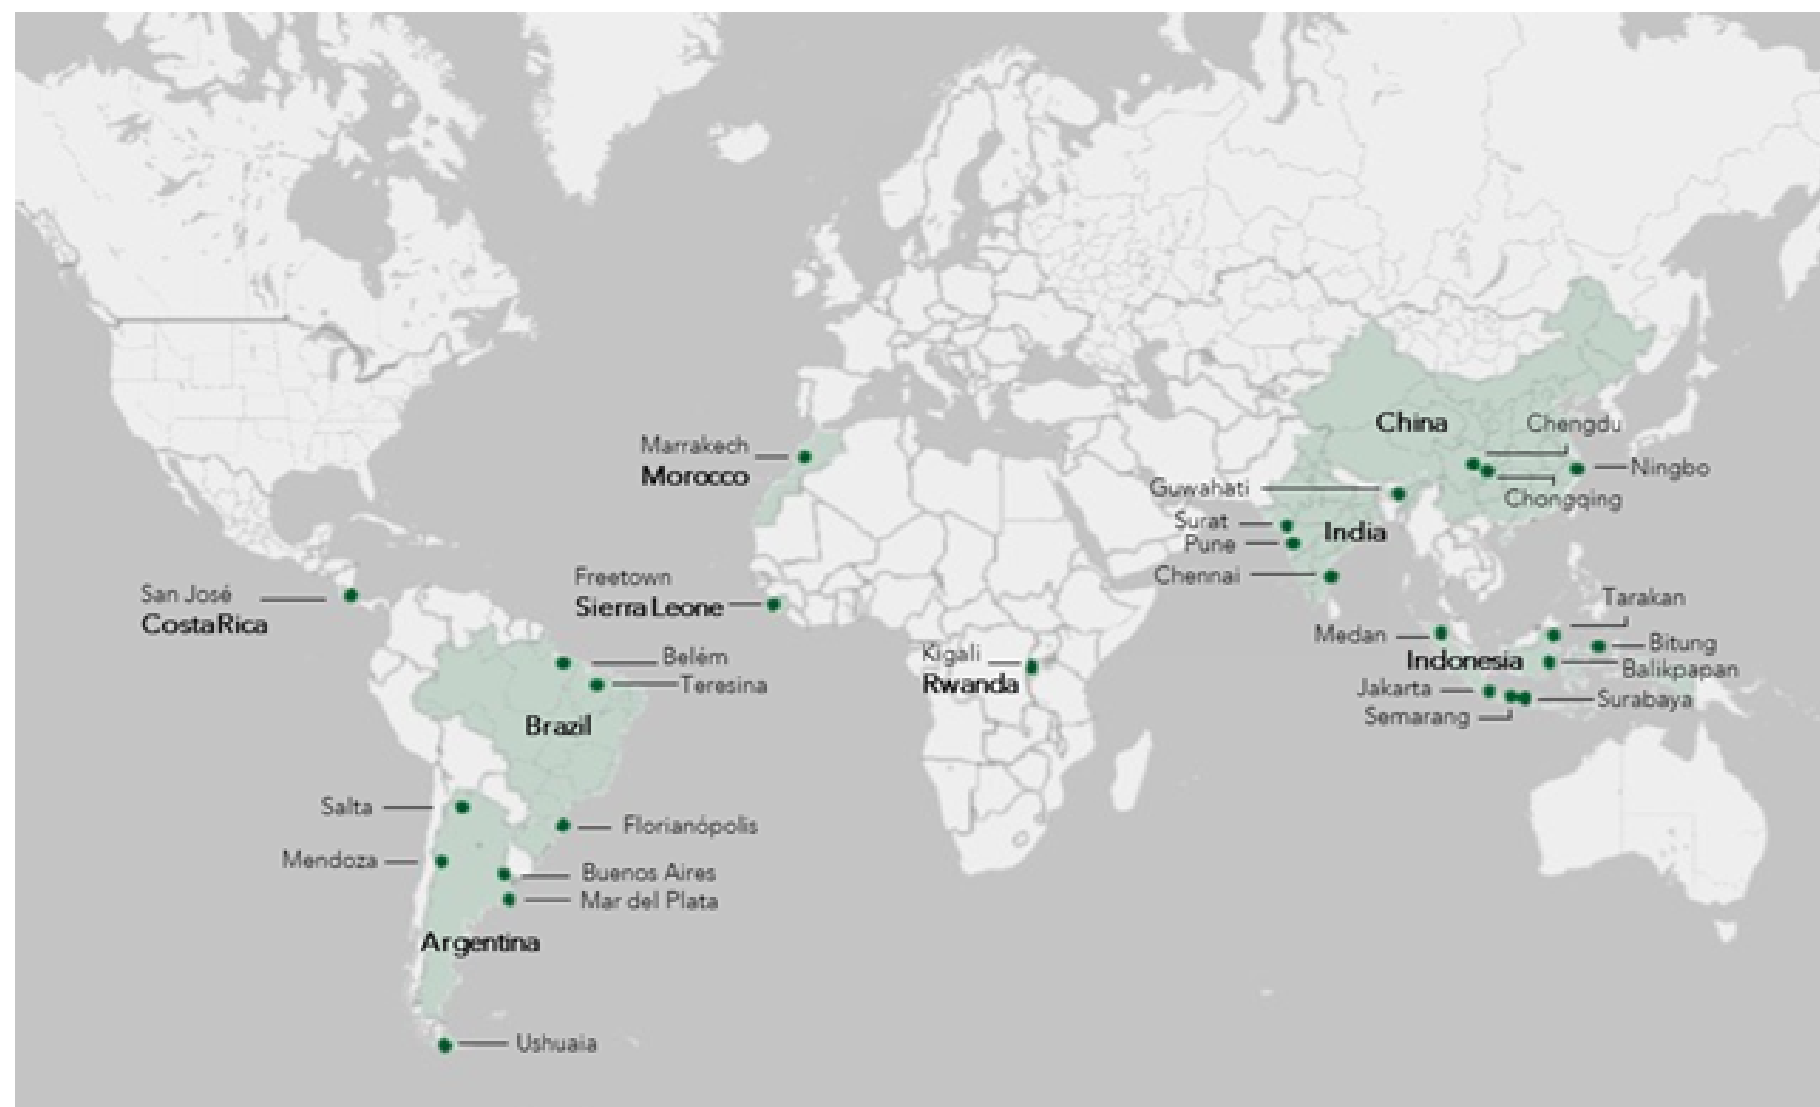 China
Chengdu
Marrakech
Morocco
Ningbo
Guwahati
Chongqing
Surat
India
Pune
Freetown
Chennai
San José
Sierra Leone
Tarakan
CostaRica
Medan
Bitung
Kigali
Belém
Indonesia
Balikpapan
Rwanda
Teresina
Jakarta
Surabaya
Semarang
Brazil
Salta
Florianópolis
Mendoza
Buenos Aires
Mar del Plata
Argentina
Ushuaia